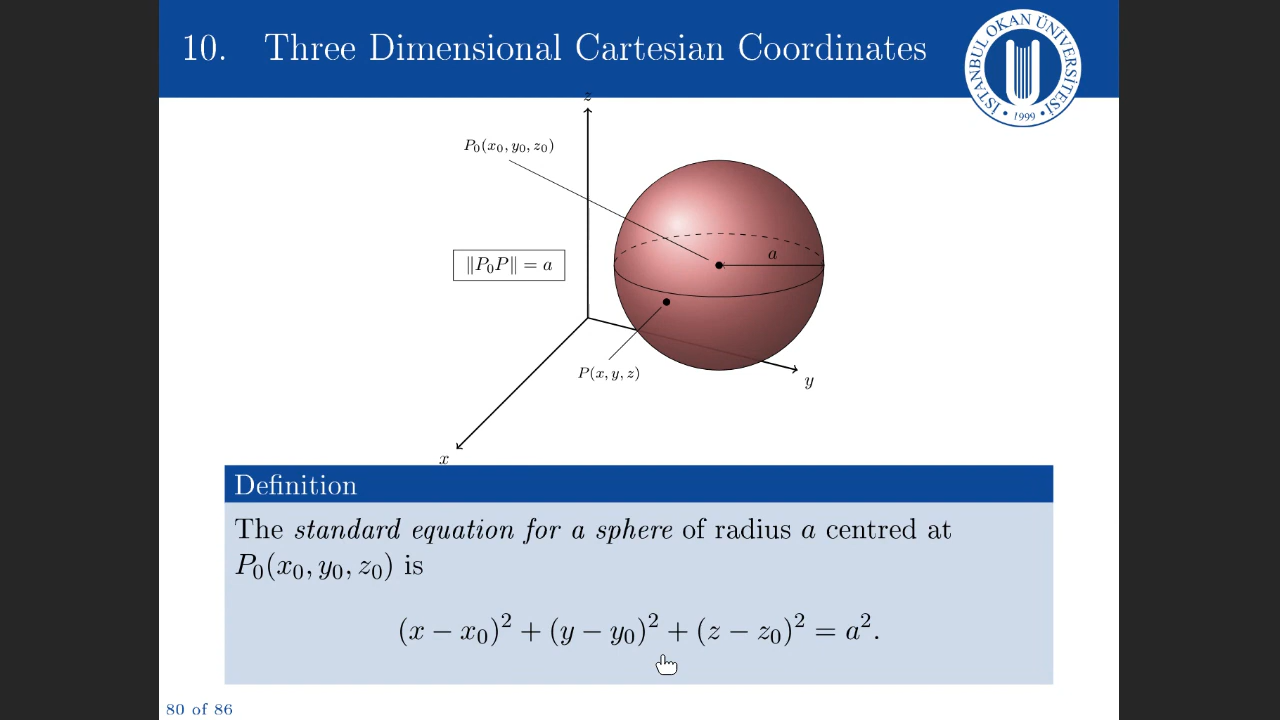 10. Three Dimensional Cartesian Coordinates
İSTANBUL OKAN ÜNİVERSİTESİ
• 1999 •
z
P₀(x₀, y₀, z₀)
a
‖P₀P‖ = a
P(x, y, z)
y
x
Definition
The standard equation for a sphere of radius a centred at
P₀(x₀, y₀, z₀) is
(x − x₀)² + (y − y₀)² + (z − z₀)² = a².
80 of 86